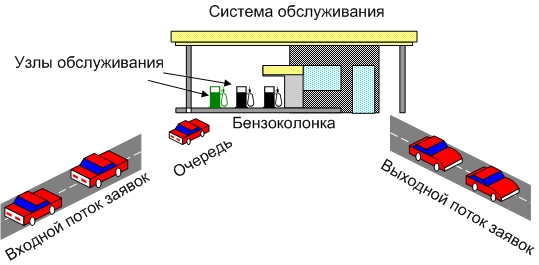 Система обслуживания
Узлы обслуживания
Бензоколонка
Очередь
Входной поток заявок
Выходной поток заявок